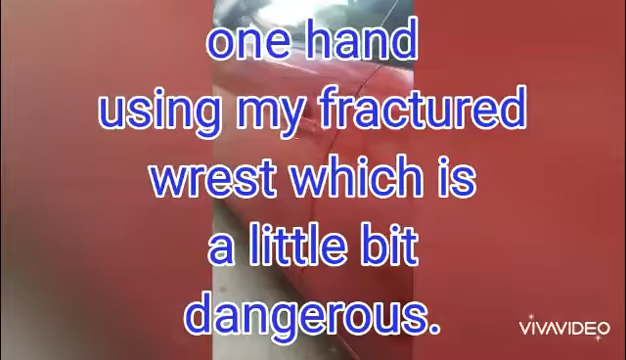 one hand
using my fractured
wrest which is
a little bit
dangerous.
VIVAVIDEO